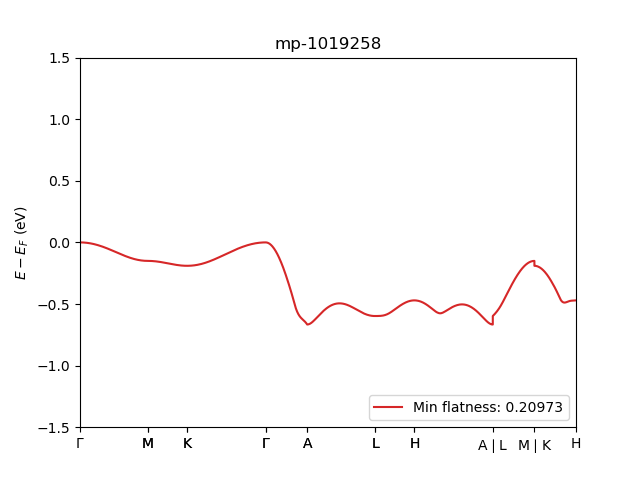 mp-1019258
E − E_F (eV)
1.5
1.0
0.5
0.0
−0.5
−1.0
−1.5
Min flatness: 0.20973
Γ M K Γ A L H A | L M | K H